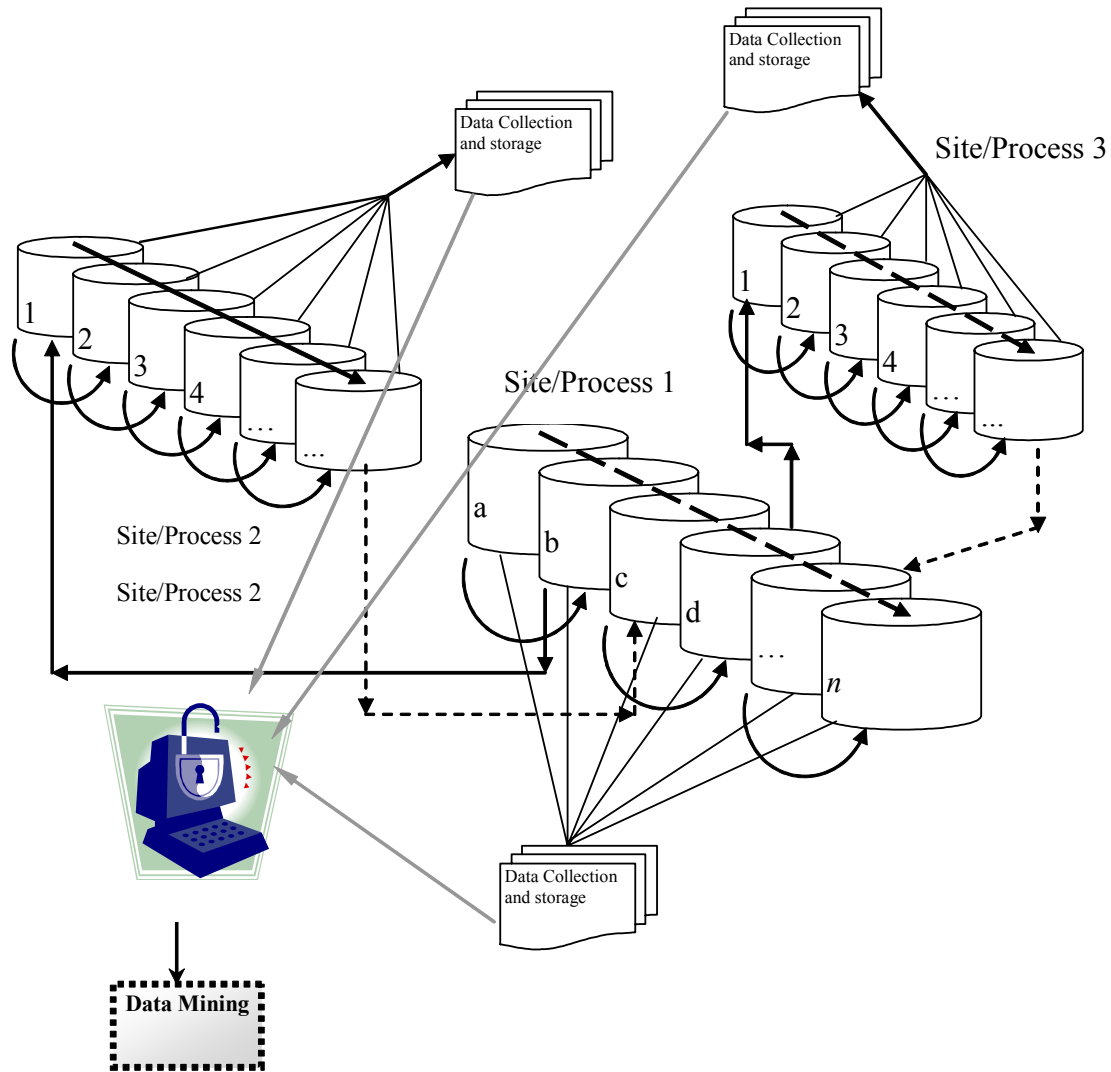 Data Collection
and storage
Data Collection
and storage
Site/Process 3
1
2
3
4
…
…
1
2
3
4
…
…
Site/Process 1
a
b
c
d
…
n
Site/Process 2
Site/Process 2
Data Collection
and storage
Data Mining